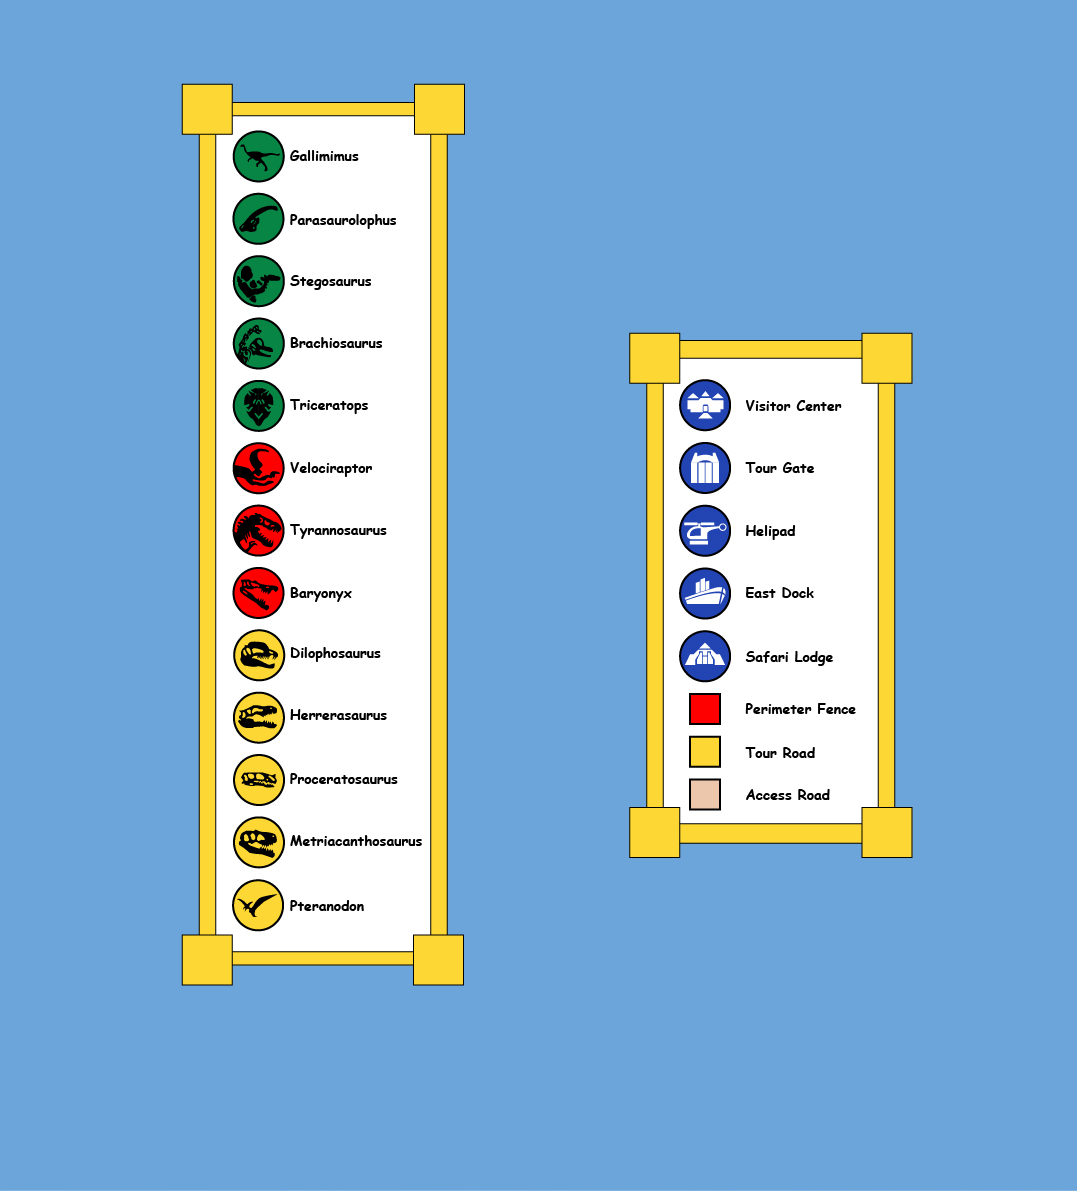 Gallimimus
Parasaurolophus
Stegosaurus
Brachiosaurus
Triceratops
Velociraptor
Tyrannosaurus
Baryonyx
Dilophosaurus
Herrerasaurus
Proceratosaurus
Metriacanthosaurus
Pteranodon
Visitor Center
Tour Gate
Helipad
East Dock
Safari Lodge
Perimeter Fence
Tour Road
Access Road